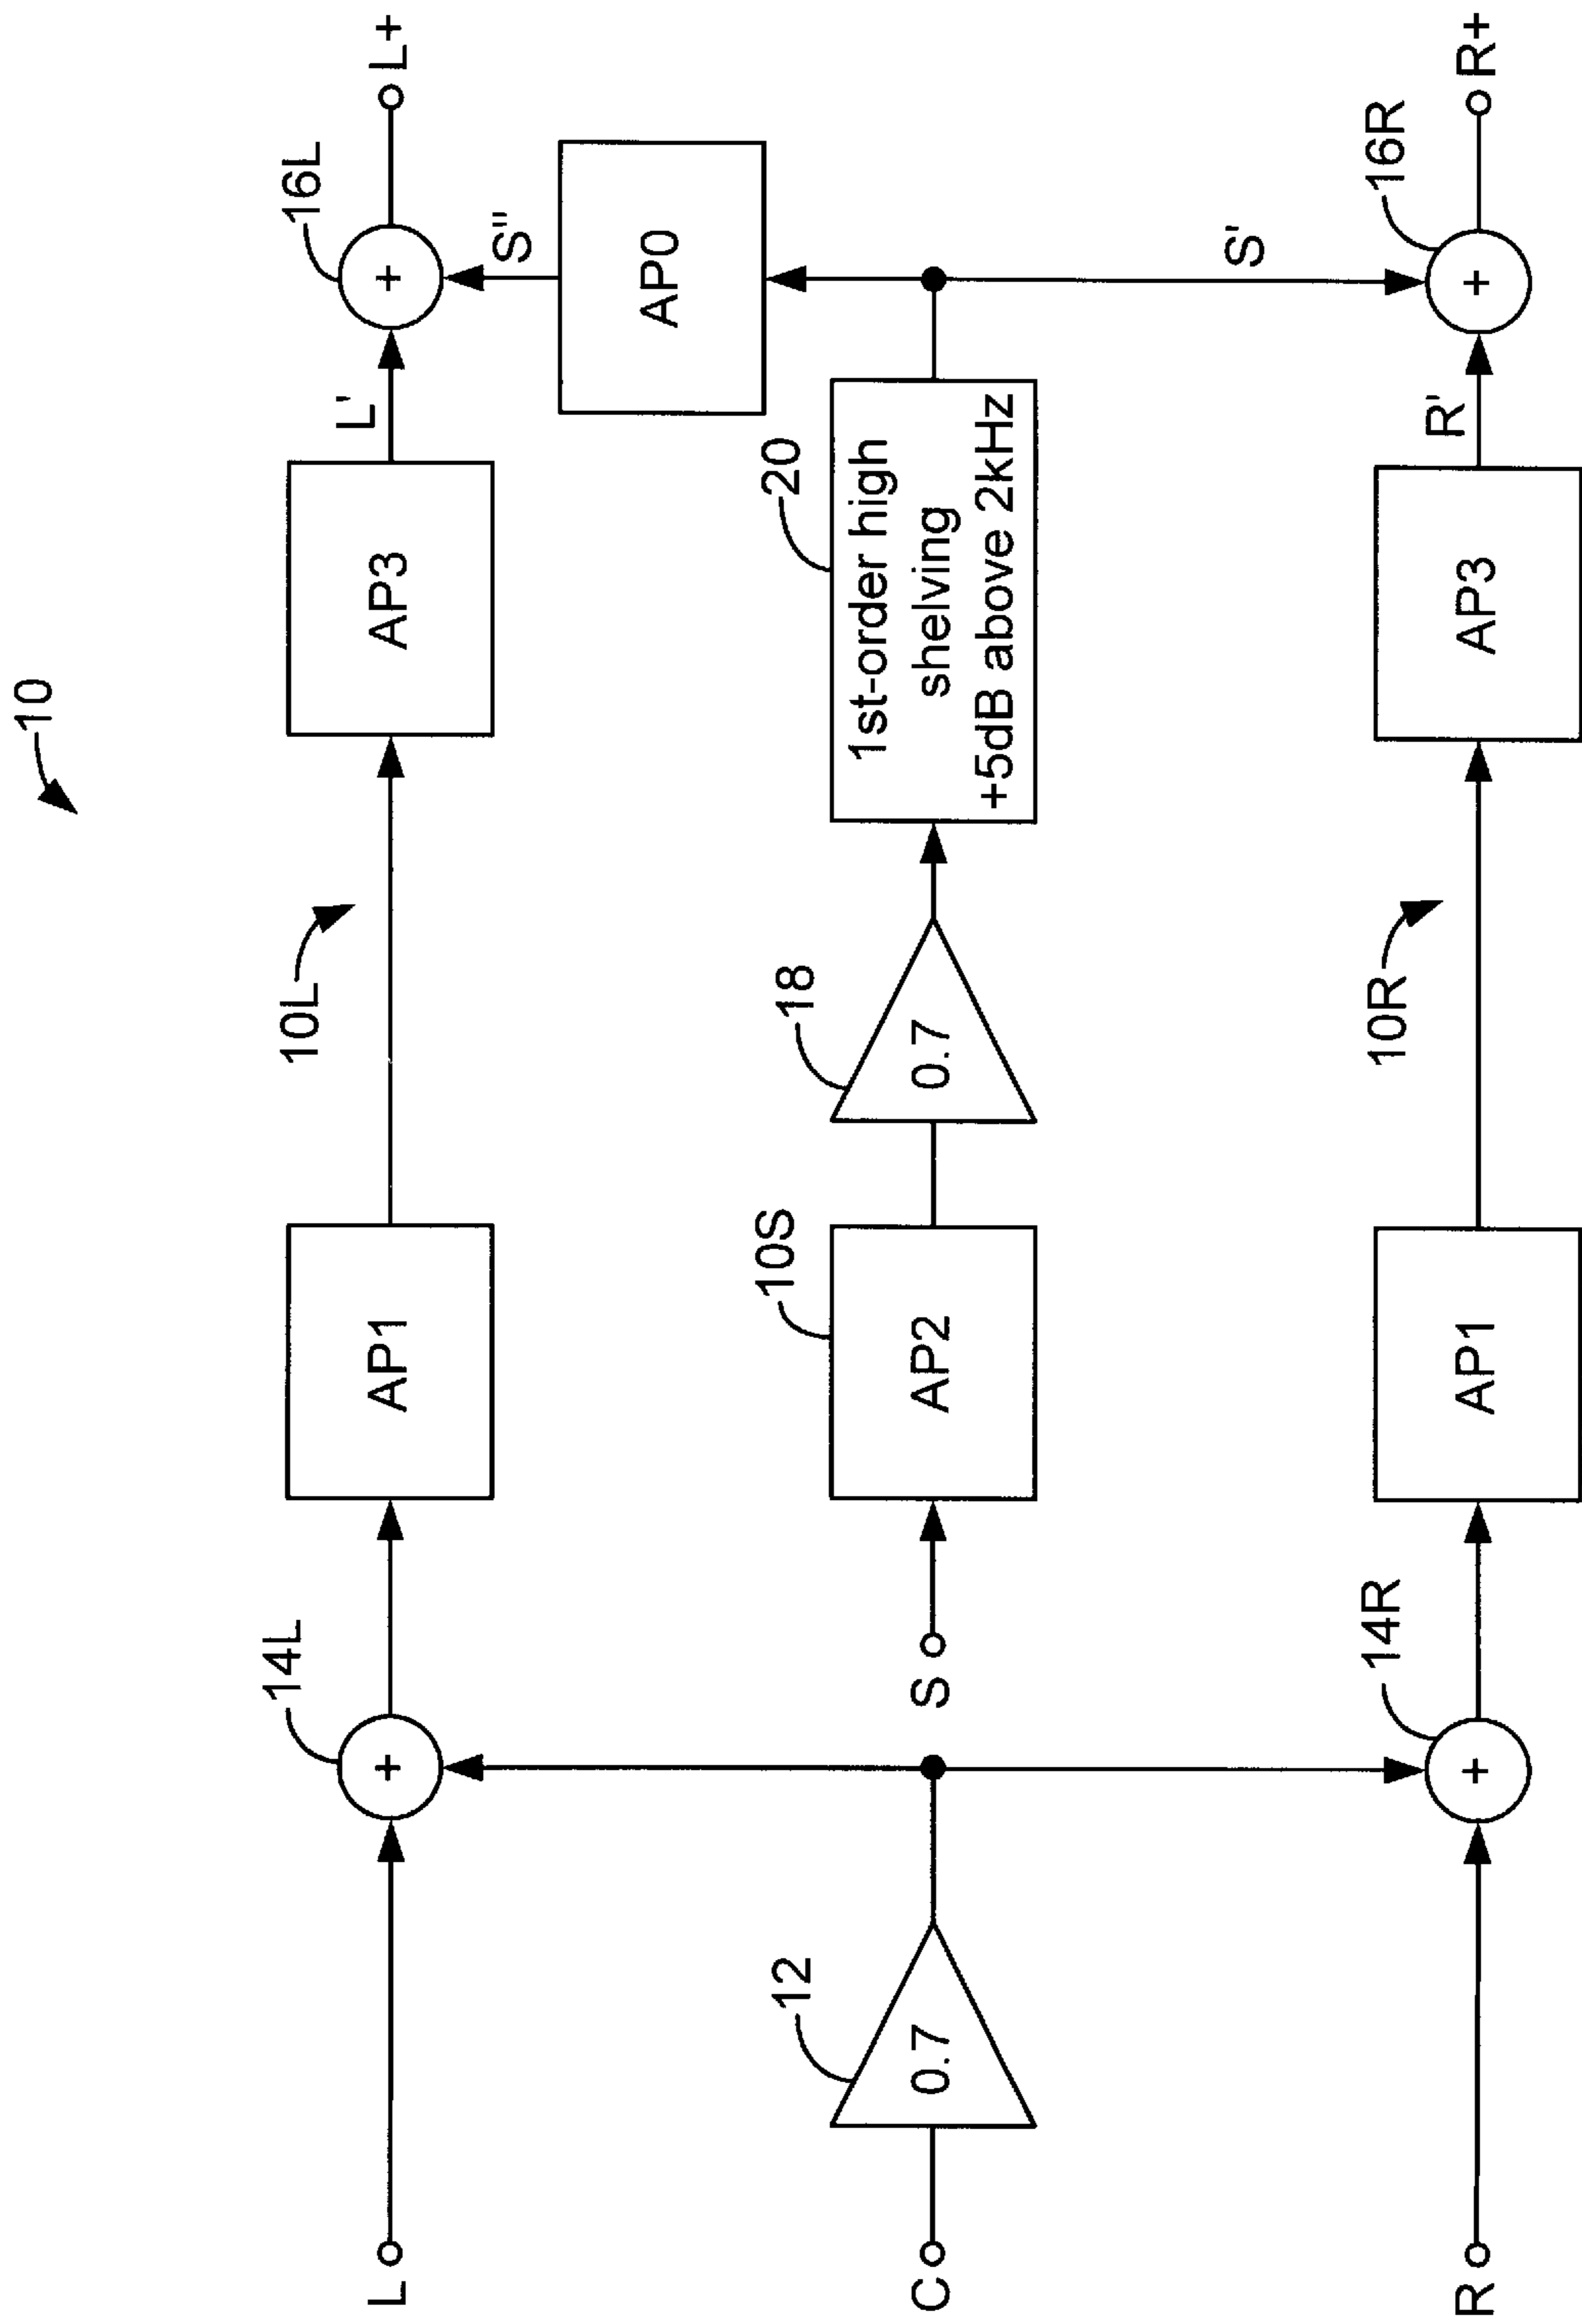 10
L
14L
+
AP1
10L
AP3
L'
16L
+
L+
S"
AP0
C
12
0.7
S
10S
AP2
18
0.7
20
1st-order high
shelving
+5dB above 2kHz
S'
R
14R
+
AP1
10R
AP3
R'
16R
+
R+